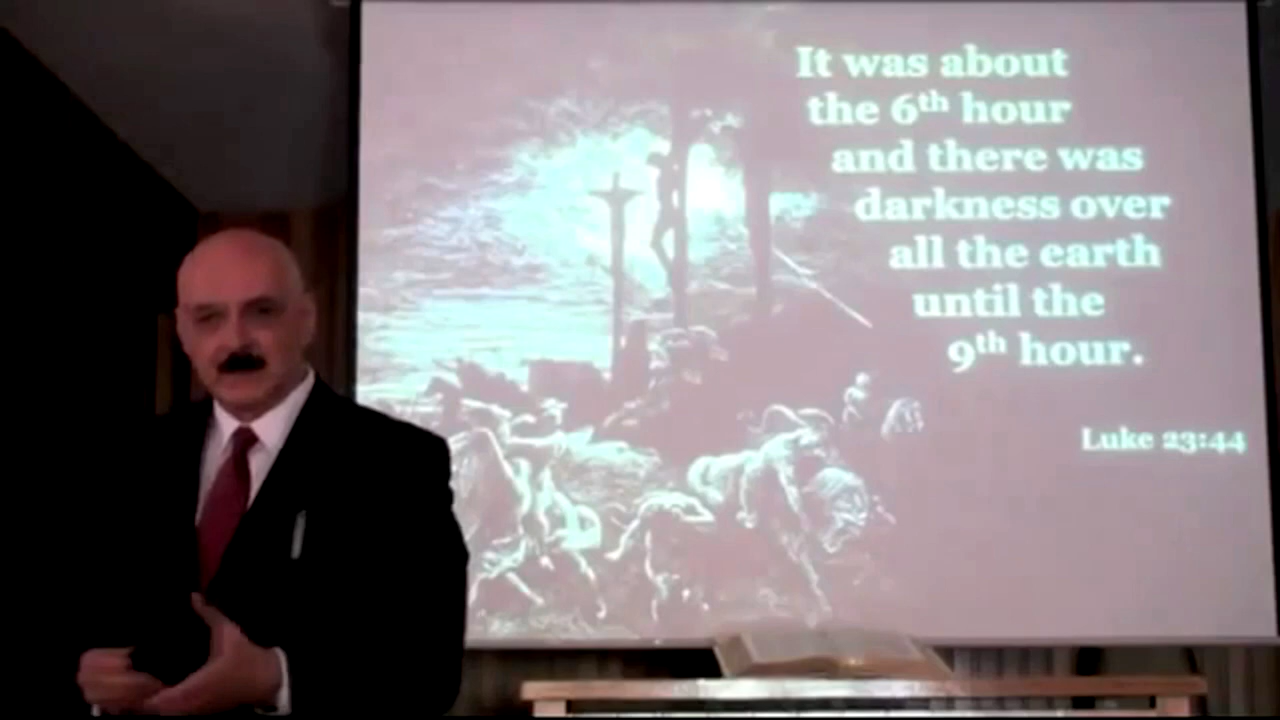 It was about
the 6th hour
and there was
darkness over
all the earth
until the
9th hour.
Luke 23:44